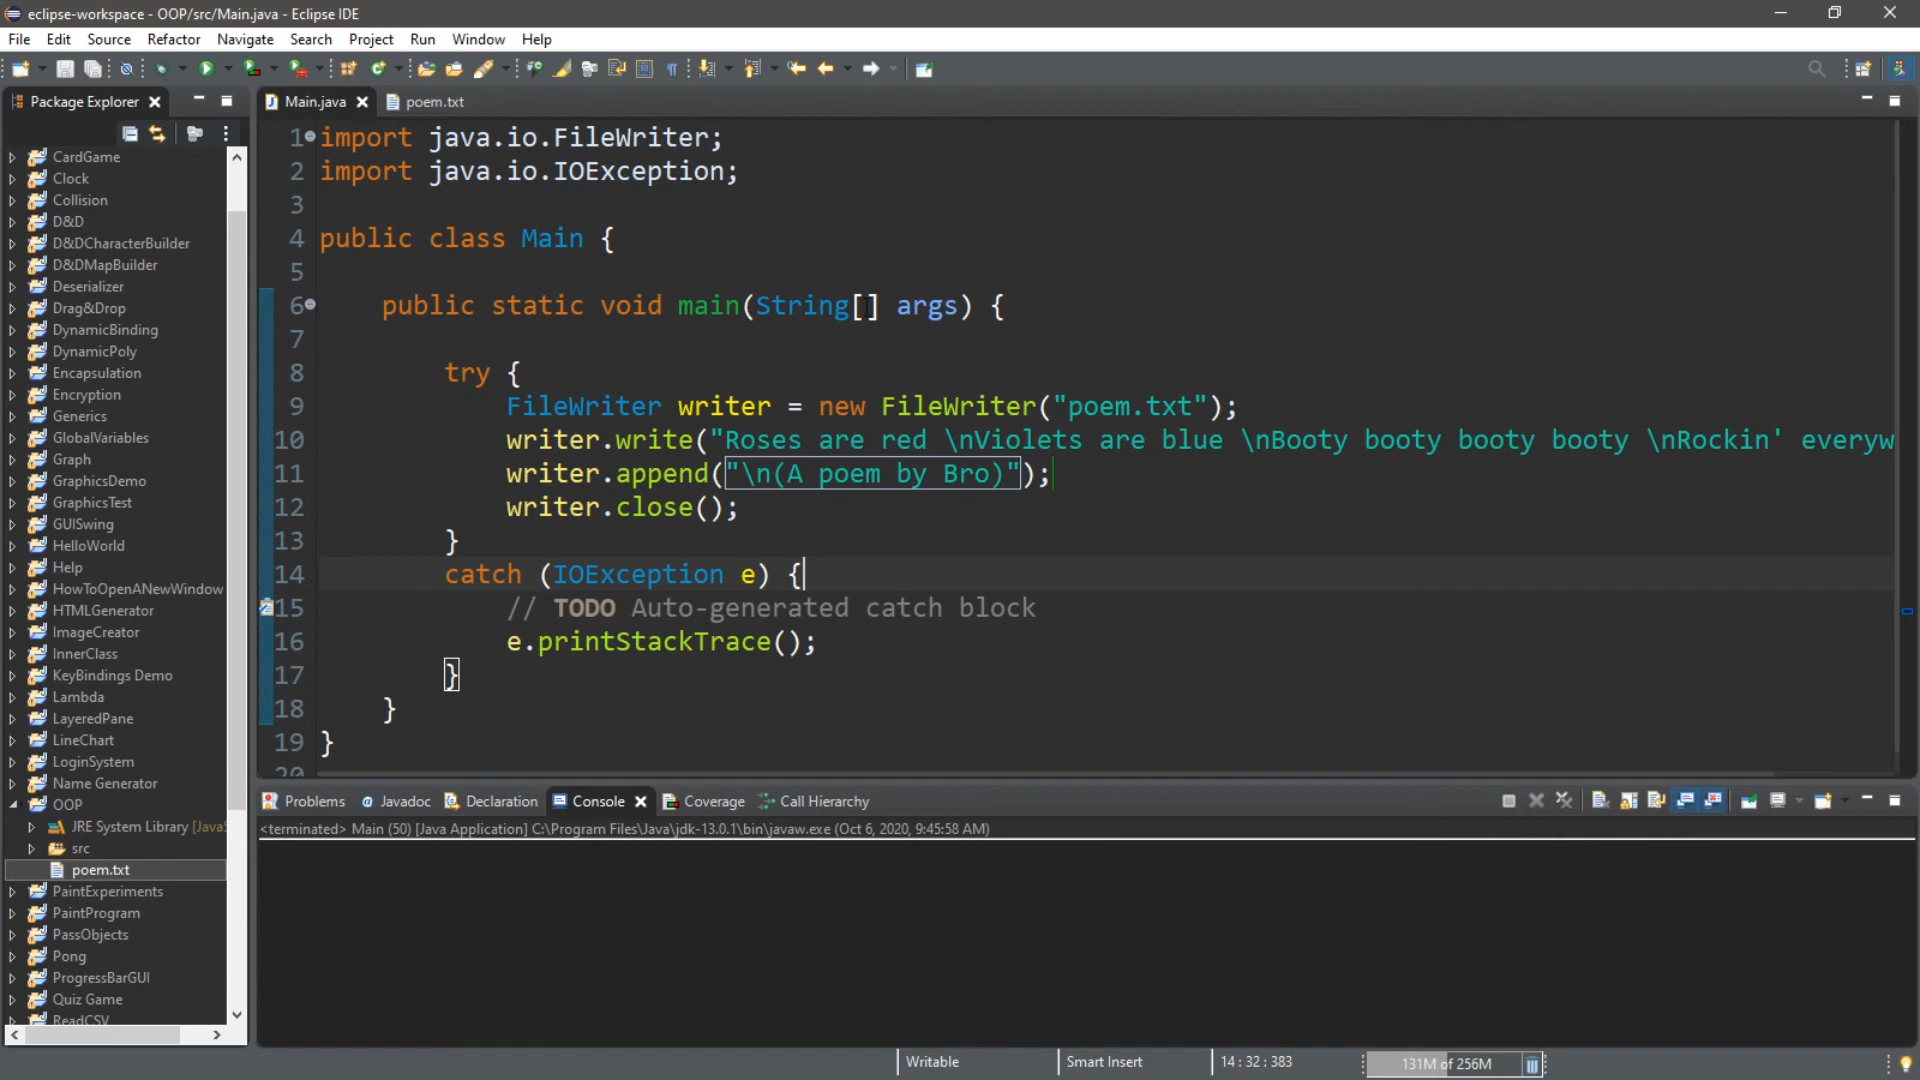 eclipse-workspace - OOP/src/Main.java - Eclipse IDE
File Edit Source Refactor Navigate Search Project Run Window Help
Package Explorer
Main.java
poem.txt
CardGame
Clock
Collision
D&D
D&DCharacterBuilder
D&DMapBuilder
Deserializer
Drag&Drop
DynamicBinding
DynamicPoly
Encapsulation
Encryption
Generics
GlobalVariables
Graph
GraphicsDemo
GraphicsTest
GUISwing
HelloWorld
Help
HowToOpenANewWindow
HTMLGenerator
ImageCreator
InnerClass
KeyBindings Demo
Lambda
LayeredPane
LineChart
LoginSystem
Name Generator
OOP
JRE System Library [JavaS
src
poem.txt
PaintExperiments
PaintProgram
PassObjects
Pong
ProgressBarGUI
Quiz Game
ReadCSV
1 import java.io.FileWriter;
2 import java.io.IOException;
3
4 public class Main {
5
6 public static void main(String[] args) {
7
8 try {
9 FileWriter writer = new FileWriter("poem.txt");
10 writer.write("Roses are red \nViolets are blue \nBooty booty booty booty \nRockin' everyw
11 writer.append("\n(A poem by Bro)");
12 writer.close();
13 }
14 catch (IOException e) {
15 // TODO Auto-generated catch block
16 e.printStackTrace();
17 }
18 }
19 }
20
Problems @ Javadoc Declaration Console Coverage Call Hierarchy
<terminated> Main (50) [Java Application] C:\Program Files\Java\jdk-13.0.1\bin\javaw.exe (Oct 6, 2020, 9:45:58 AM)
Writable Smart Insert 14 : 32 : 383 131M of 256M